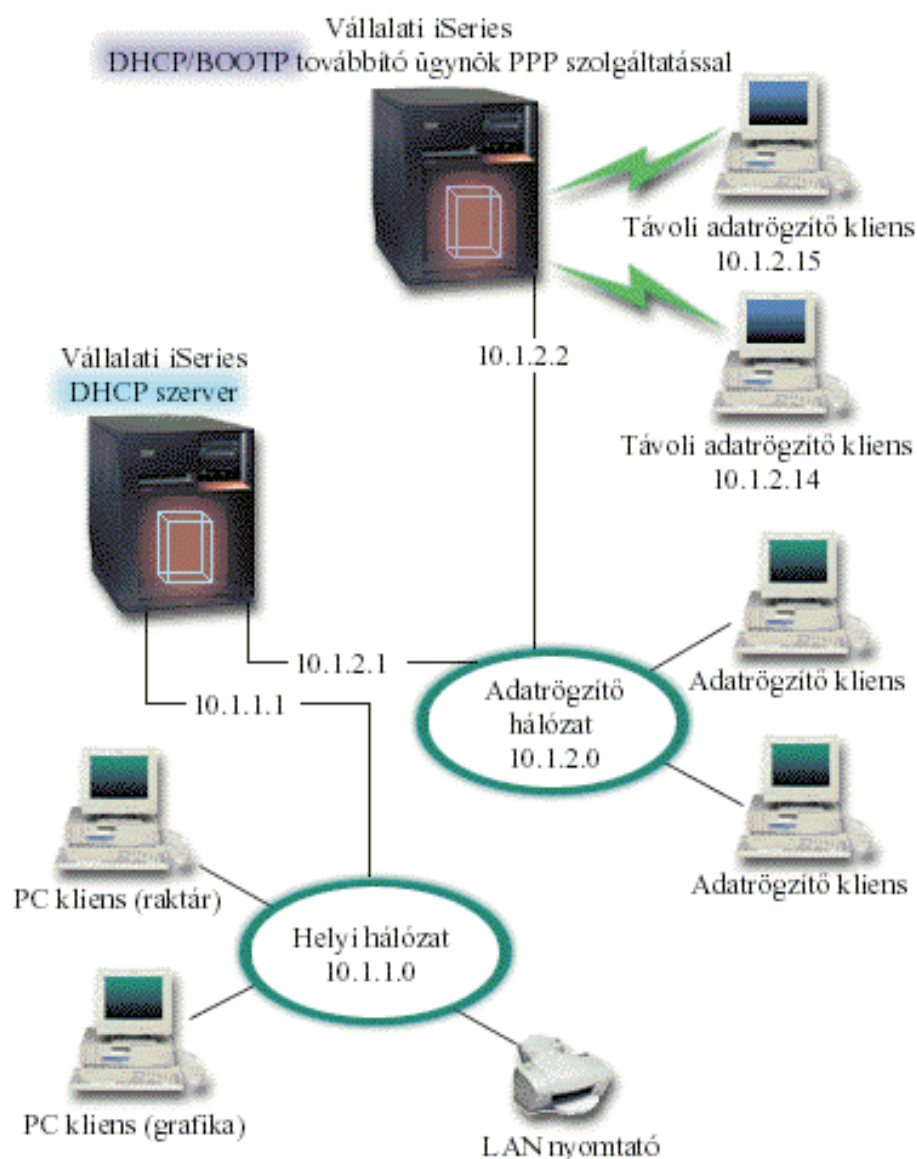 Vállalati iSeries
DHCP/BOOTP továbbító ügynök PPP szolgáltatással
Távoli adatrögzítő kliens
10.1.2.15
10.1.2.2
Vállalati iSeries
DHCP szerver
Távoli adatrögzítő kliens
10.1.2.14
10.1.2.1
10.1.1.1
Adatrögzítő
hálózat
10.1.2.0
Adatrögzítő kliens
Adatrögzítő kliens
PC kliens (raktár)
Helyi hálózat
10.1.1.0
PC kliens (grafika)
LAN nyomtató